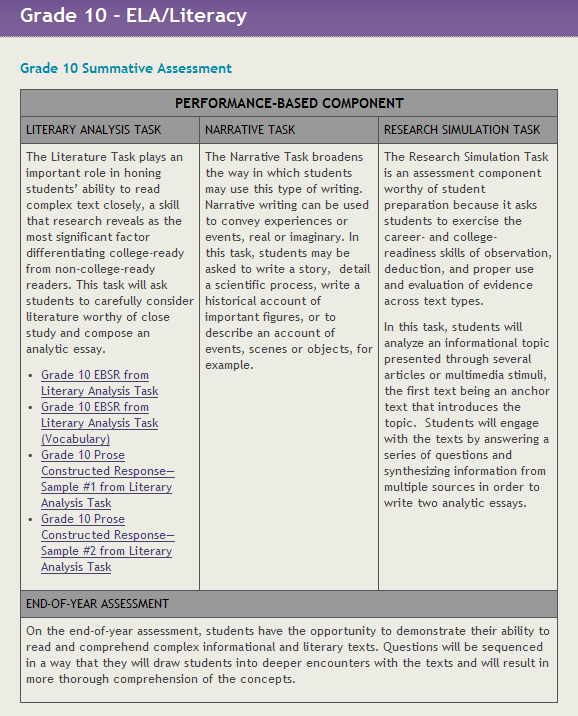 Grade 10 - ELA/Literacy
Grade 10 Summative Assessment
PERFORMANCE-BASED COMPONENT
LITERARY ANALYSIS TASK
The Literature Task plays an
important role in honing
students’ ability to read
complex text closely, a skill
that research reveals as the
most significant factor
differentiating college-ready
from non-college-ready
readers. This task will ask
students to carefully consider
literature worthy of close
study and compose an
analytic essay.
• Grade 10 EBSR from
Literary Analysis Task
• Grade 10 EBSR from
Literary Analysis Task
(Vocabulary)
• Grade 10 Prose
Constructed Response—
Sample #1 from Literary
Analysis Task
• Grade 10 Prose
Constructed Response—
Sample #2 from Literary
Analysis Task
NARRATIVE TASK
The Narrative Task broadens
the way in which students
may use this type of writing.
Narrative writing can be used
to convey experiences or
events, real or imaginary. In
this task, students may be
asked to write a story, detail
a scientific process, write a
historical account of
important figures, or to
describe an account of
events, scenes or objects, for
example.
RESEARCH SIMULATION TASK
The Research Simulation Task
is an assessment component
worthy of student
preparation because it asks
students to exercise the
career- and college-
readiness skills of observation,
deduction, and proper use
and evaluation of evidence
across text types.
In this task, students will
analyze an informational topic
presented through several
articles or multimedia stimuli,
the first text being an anchor
text that introduces the
topic. Students will engage
with the texts by answering a
series of questions and
synthesizing information from
multiple sources in order to
write two analytic essays.
END-OF-YEAR ASSESSMENT
On the end-of-year assessment, students have the opportunity to demonstrate their ability to
read and comprehend complex informational and literary texts. Questions will be sequenced
in a way that they will draw students into deeper encounters with the texts and will result in
more thorough comprehension of the concepts.